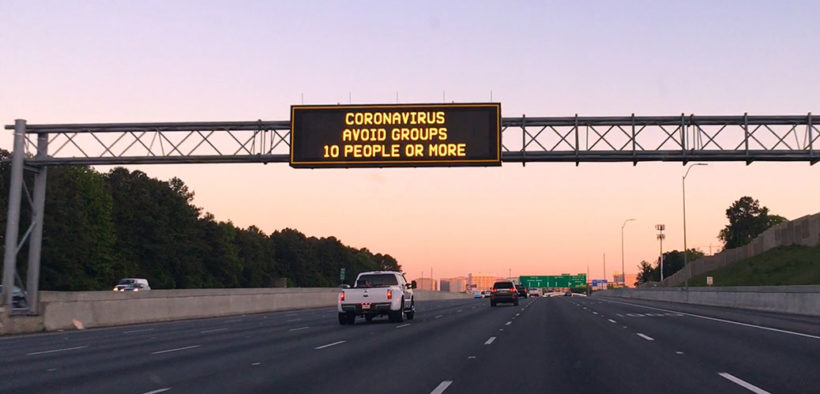 CORONAVIRUS
AVOID GROUPS
10 PEOPLE OR MORE